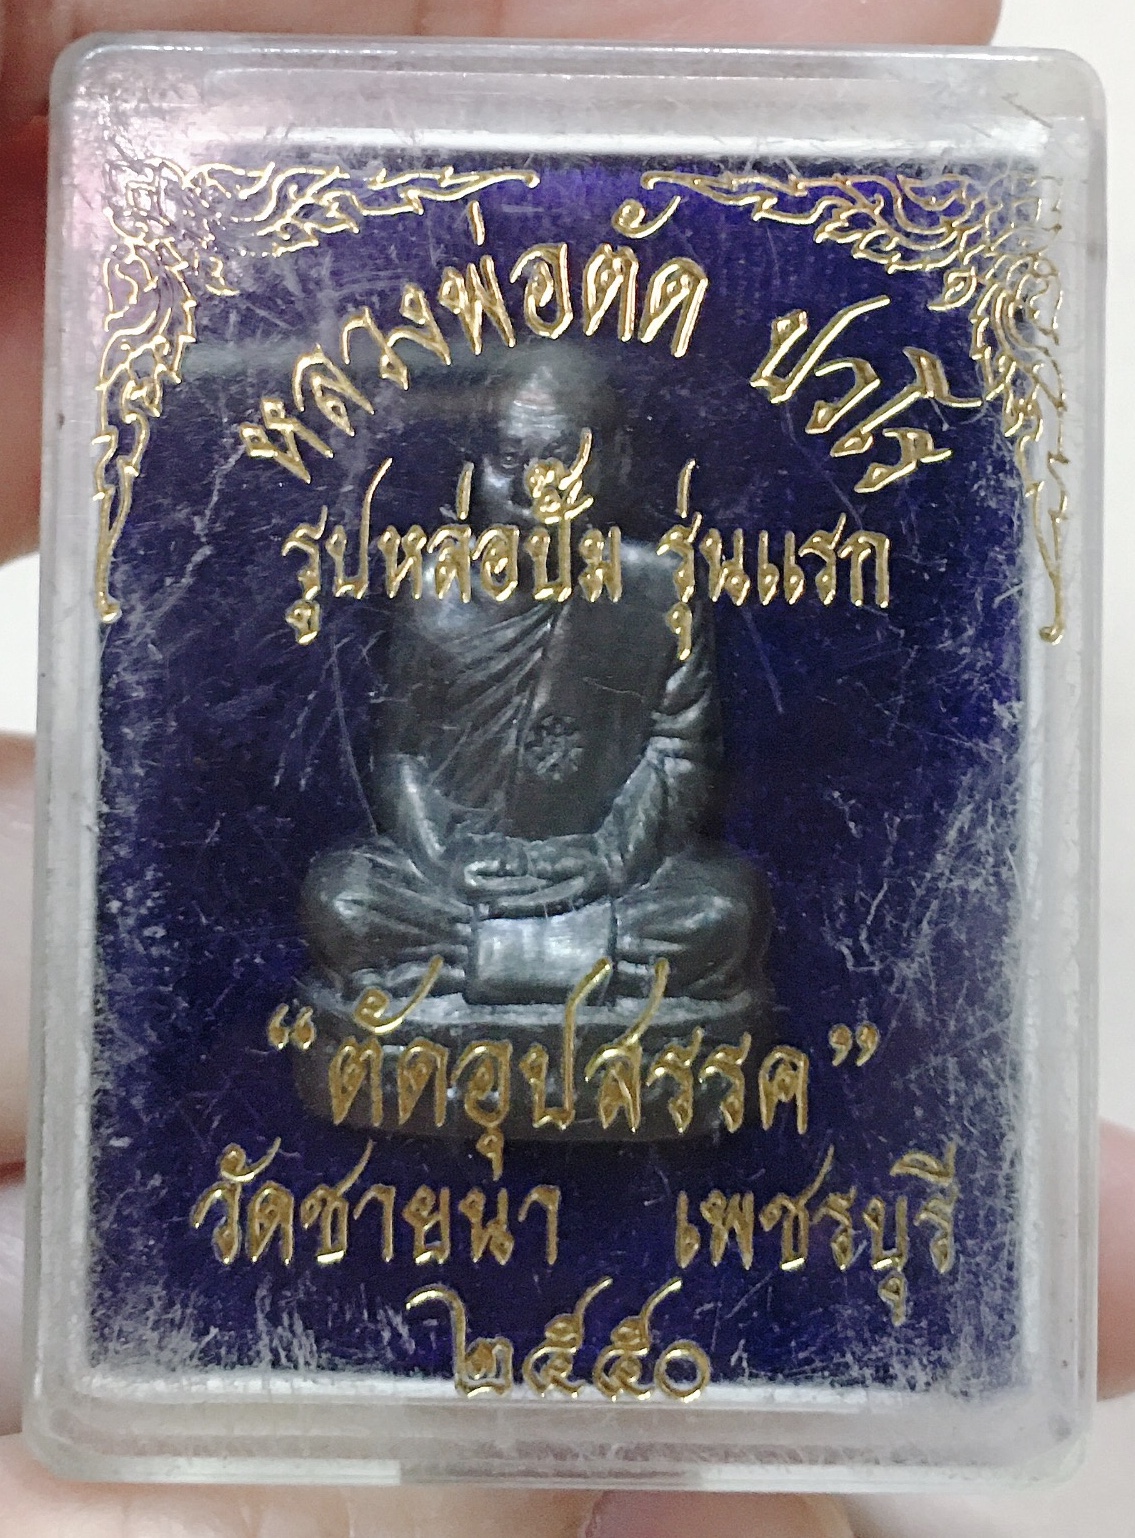 หลวงพ่อตัด ปวโร
รูปหล่อปั๊ม รุ่นแรก
“ตัดอุปสรรค”
วัดชายนา เพชรบุรี
๒๕๕๐